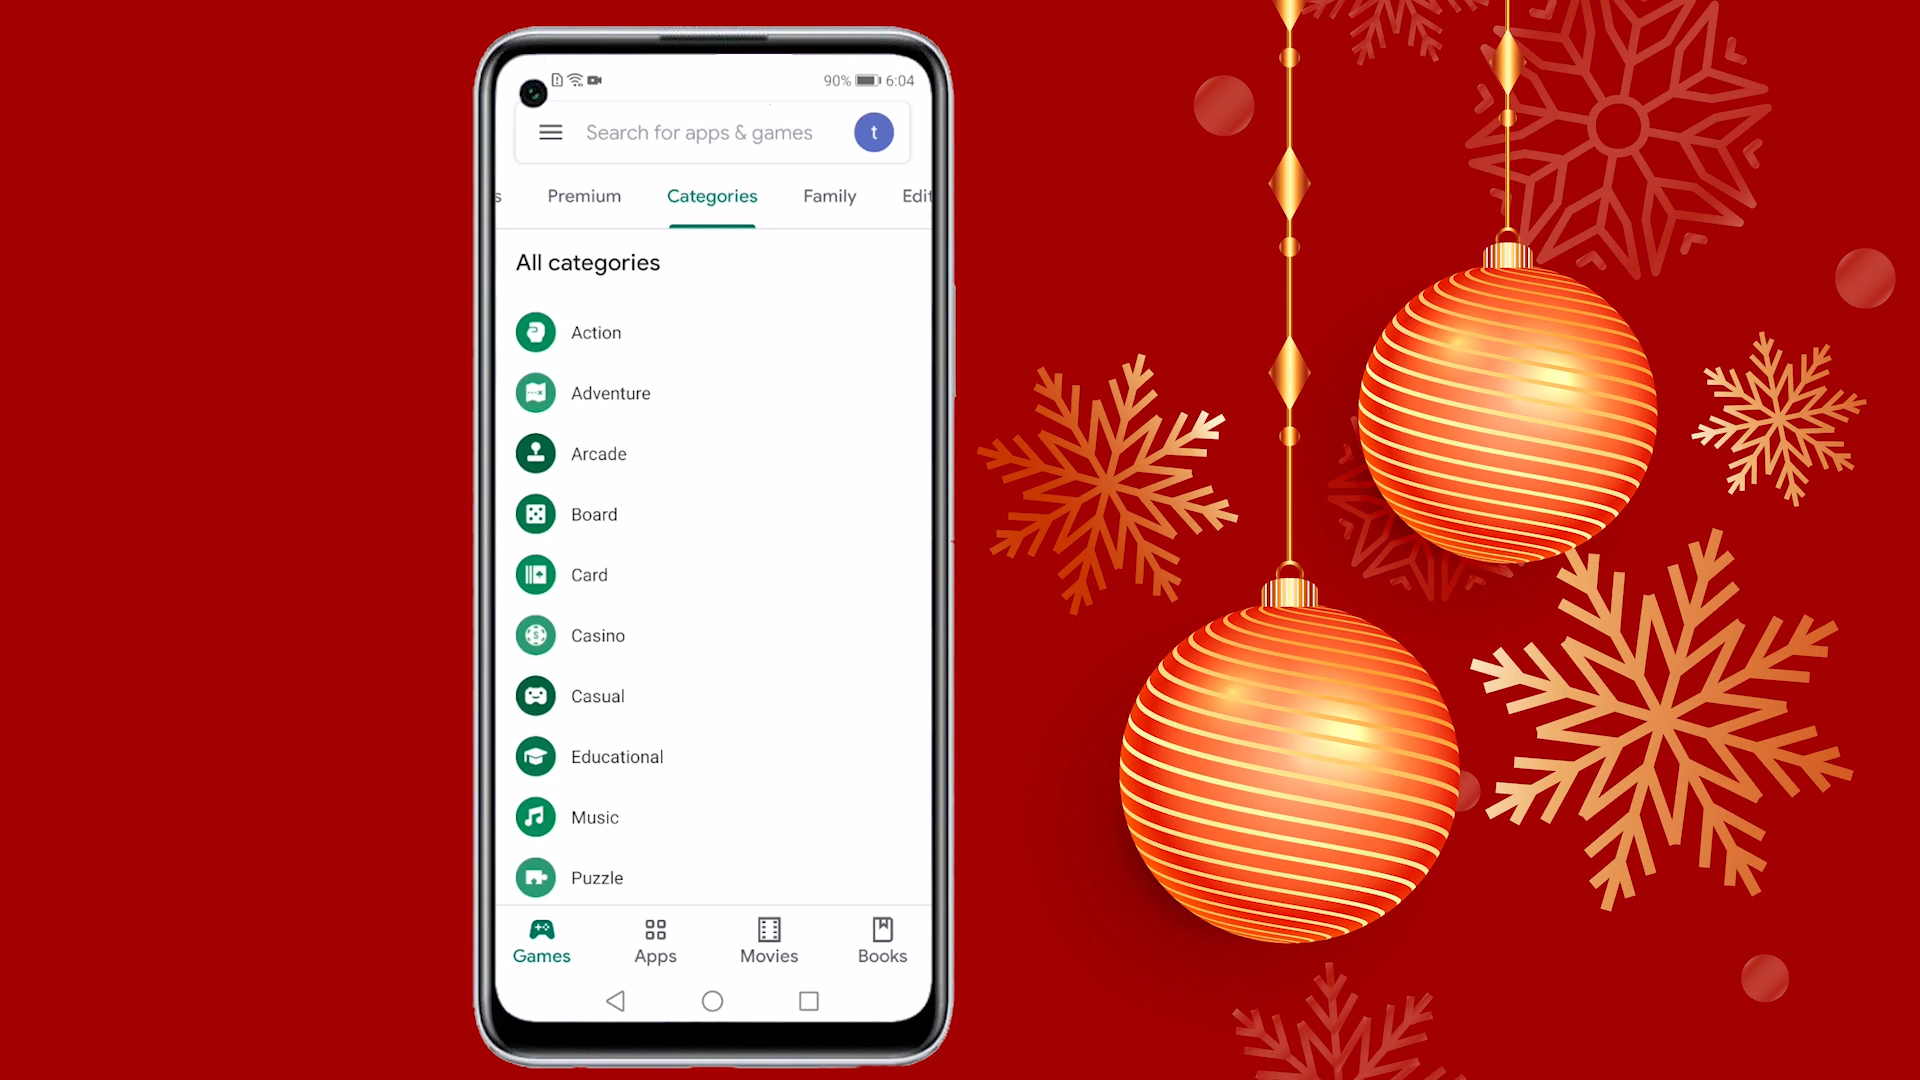 90% 6:04
Search for apps & games t
s Premium Categories Family Edit
All categories
Action
Adventure
Arcade
Board
Card
Casino
Casual
Educational
Music
Puzzle
Games Apps Movies Books